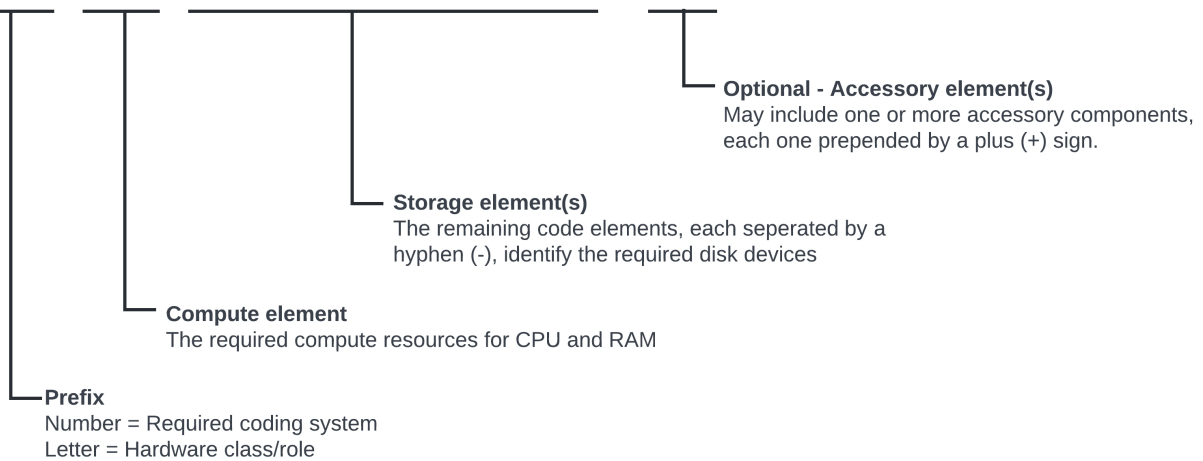 Optional - Accessory element(s)
May include one or more accessory components,
each one prepended by a plus (+) sign.
Storage element(s)
The remaining code elements, each seperated by a
hyphen (-), identify the required disk devices
Compute element
The required compute resources for CPU and RAM
Prefix
Number = Required coding system
Letter = Hardware class/role